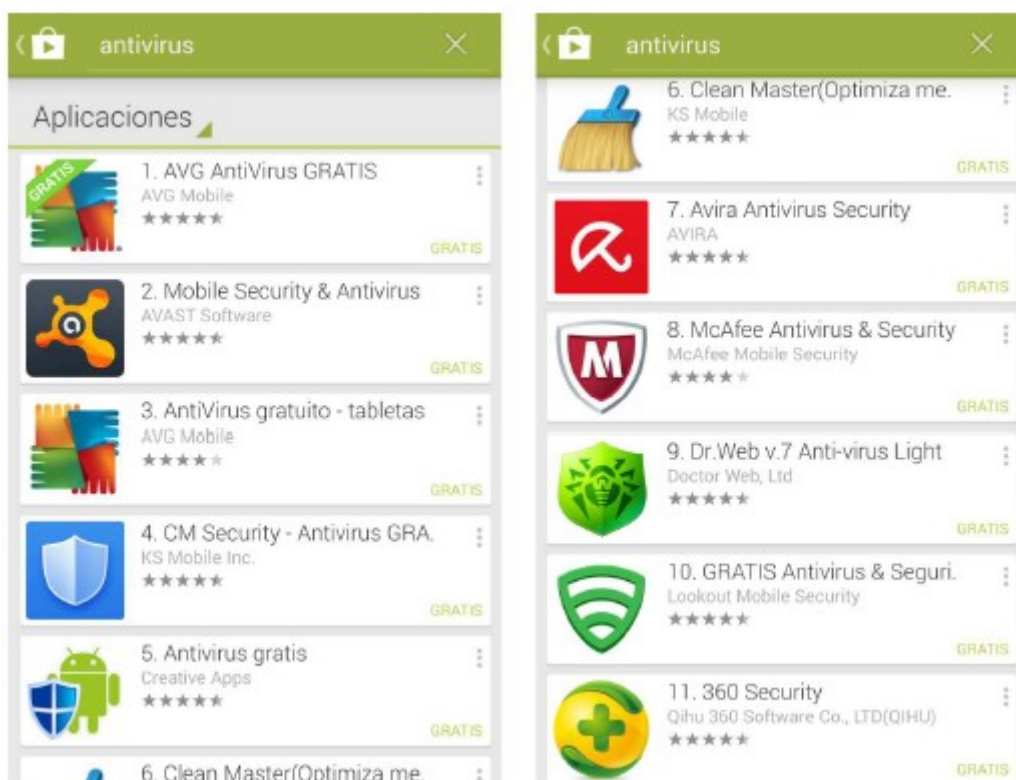 antivirus
Aplicaciones
GRATIS
1. AVG AntiVirus GRATIS
AVG Mobile
GRATIS
2. Mobile Security & Antivirus
AVAST Software
GRATIS
3. AntiVirus gratuito - tabletas
AVG Mobile
GRATIS
4. CM Security - Antivirus GRA.
KS Mobile Inc.
GRATIS
5. Antivirus gratis
Creative Apps
GRATIS
6. Clean Master(Optimiza me.
antivirus
6. Clean Master(Optimiza me.
KS Mobile
GRATIS
7. Avira Antivirus Security
AVIRA
GRATIS
8. McAfee Antivirus & Security
McAfee Mobile Security
GRATIS
9. Dr.Web v.7 Anti-virus Light
Doctor Web, Ltd
GRATIS
10. GRATIS Antivirus & Seguri.
Lookout Mobile Security
GRATIS
11. 360 Security
Qihu 360 Software Co., LTD(QIHU)
GRATIS